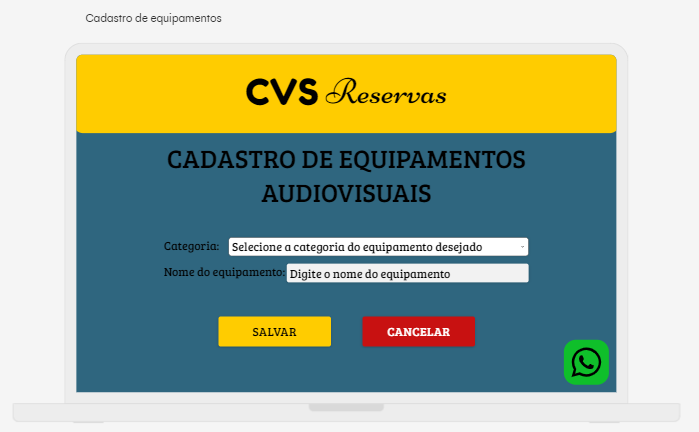 Cadastro de equipamentos
CVS Reservas
CADASTRO DE EQUIPAMENTOS
AUDIOVISUAIS
Categoria: Selecione a categoria do equipamento desejado
Nome do equipamento: Digite o nome do equipamento
SALVAR CANCELAR